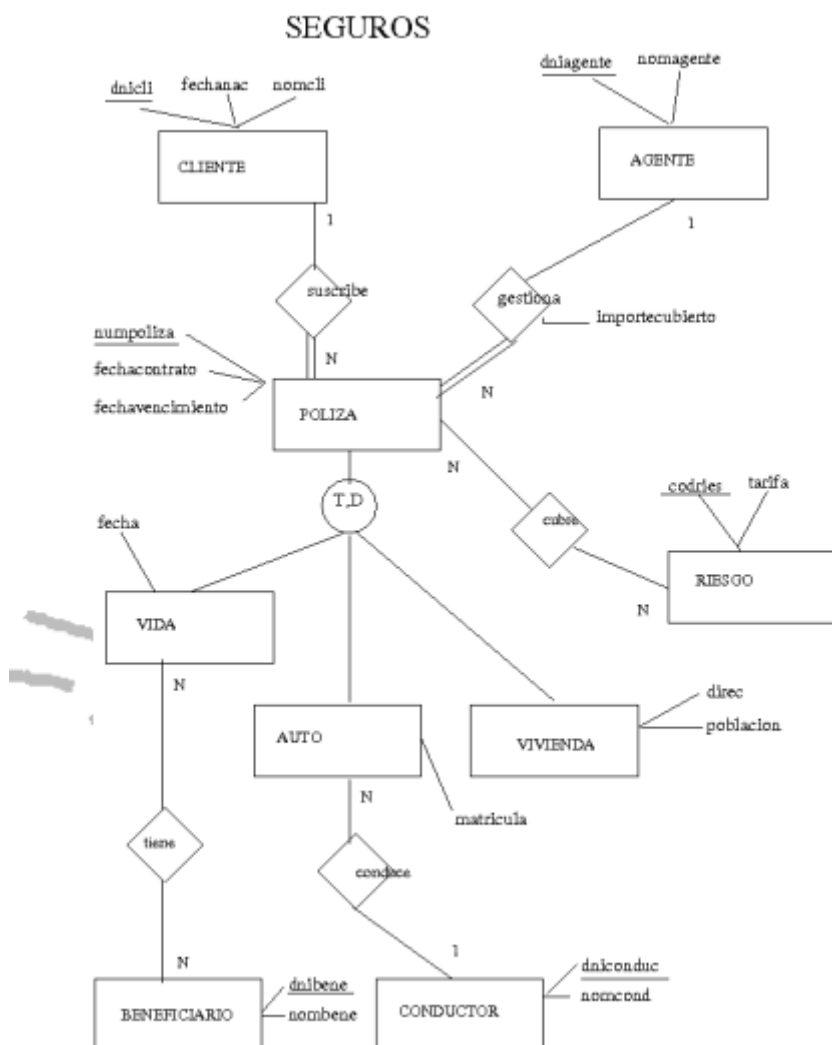 SEGUROS
dnicli fechanac nomcli
dniagente nomagente
CLIENTE
AGENTE
1
1
suscribe
gestiona
importecubierto
numpoliza
fechacontrato
fechavencimiento
N
N
POLIZA
N
T,D
codries tarifa
cubre
fecha
RIESGO
N
VIDA
N
direc
poblacion
AUTO
VIVIENDA
N
matricula
tiene
conduce
N
1
dnibene
nombene
dniconduc
nomcond
BENEFICIARIO
CONDUCTOR